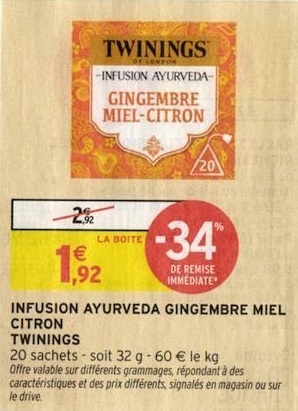 TWININGS
OF LONDON
-INFUSION AYURVEDA-
GINGEMBRE
MIEL-CITRON
20
2€,92
LA BOITE
1€,92
-34%
DE REMISE
IMMÉDIATE*
INFUSION AYURVEDA GINGEMBRE MIEL
CITRON
TWININGS
20 sachets - soit 32 g - 60 € le kg
Offre valable sur différents grammages, répondant à des
caractéristiques et des prix différents, signalés en magasin ou sur
le drive.